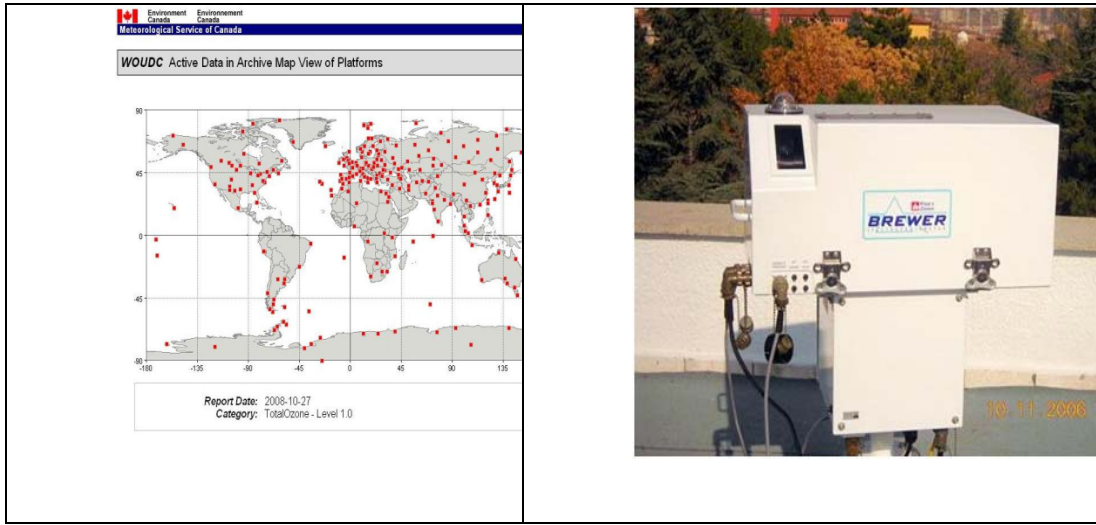 Environment Environnement
Canada Canada
Meteorological Service of Canada
WOUDC Active Data in Archive Map View of Platforms
90
45
0
-45
-90
-180 -135 -90 -45 0 45 90 135
Report Date: 2008-10-27
Category: TotalOzone - Level 1.0
BREWER
10.11.2006